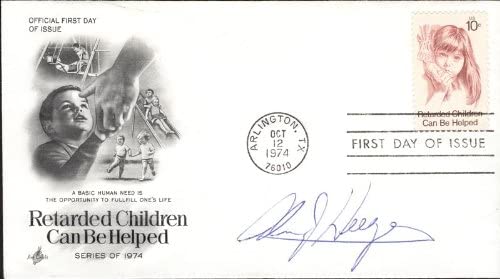 OFFICIAL FIRST DAY
OF ISSUE
A BASIC HUMAN NEED IS
THE OPPORTUNITY TO FULLFILL ONE'S LIFE
Retarded Children
Can Be Helped
SERIES OF 1974
ARLINGTON, TX
OCT
12
1974
76010
US
10c
Retarded Children
Can Be Helped
FIRST DAY OF ISSUE